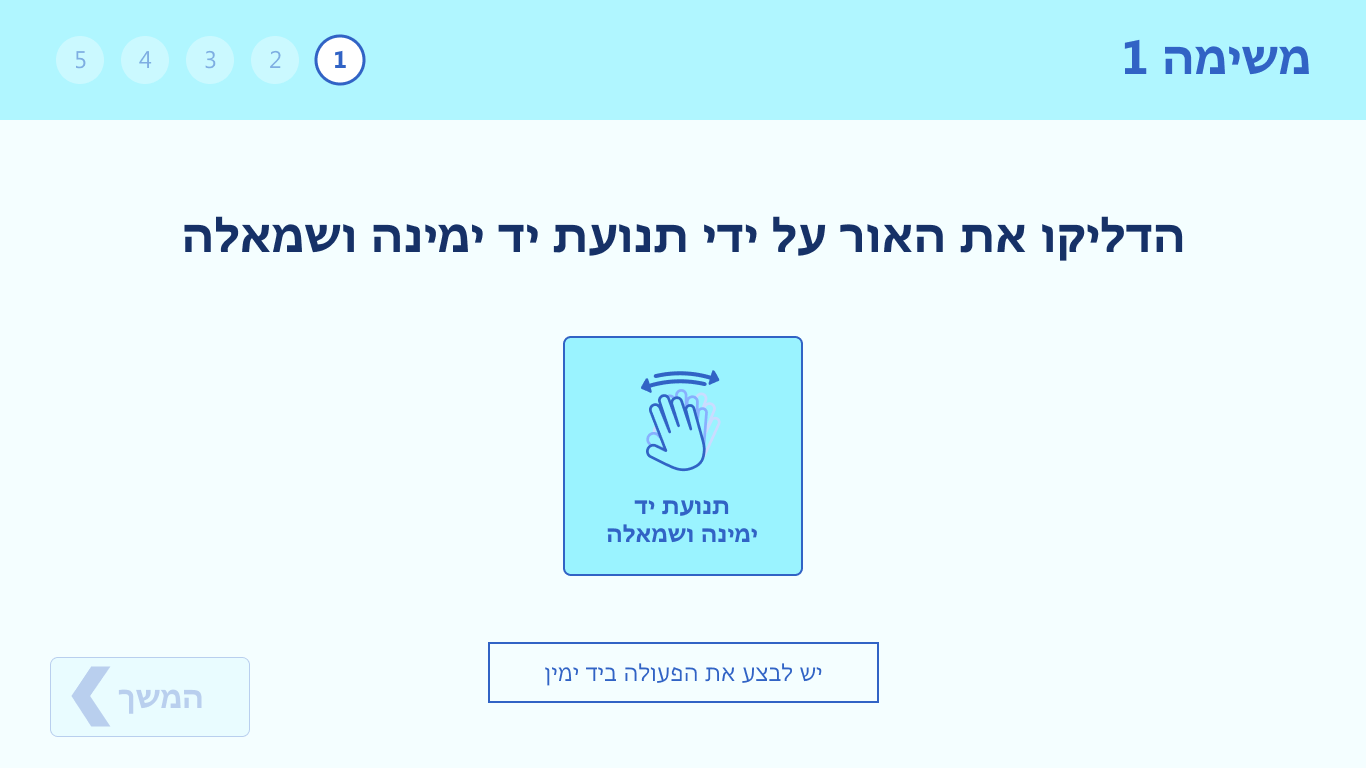 משימה 1
1
2
3
4
5
הדליקו את האור על ידי תנועת יד ימינה ושמאלה
תנועת יד
ימינה ושמאלה
יש לבצע את הפעולה ביד ימין
המשך